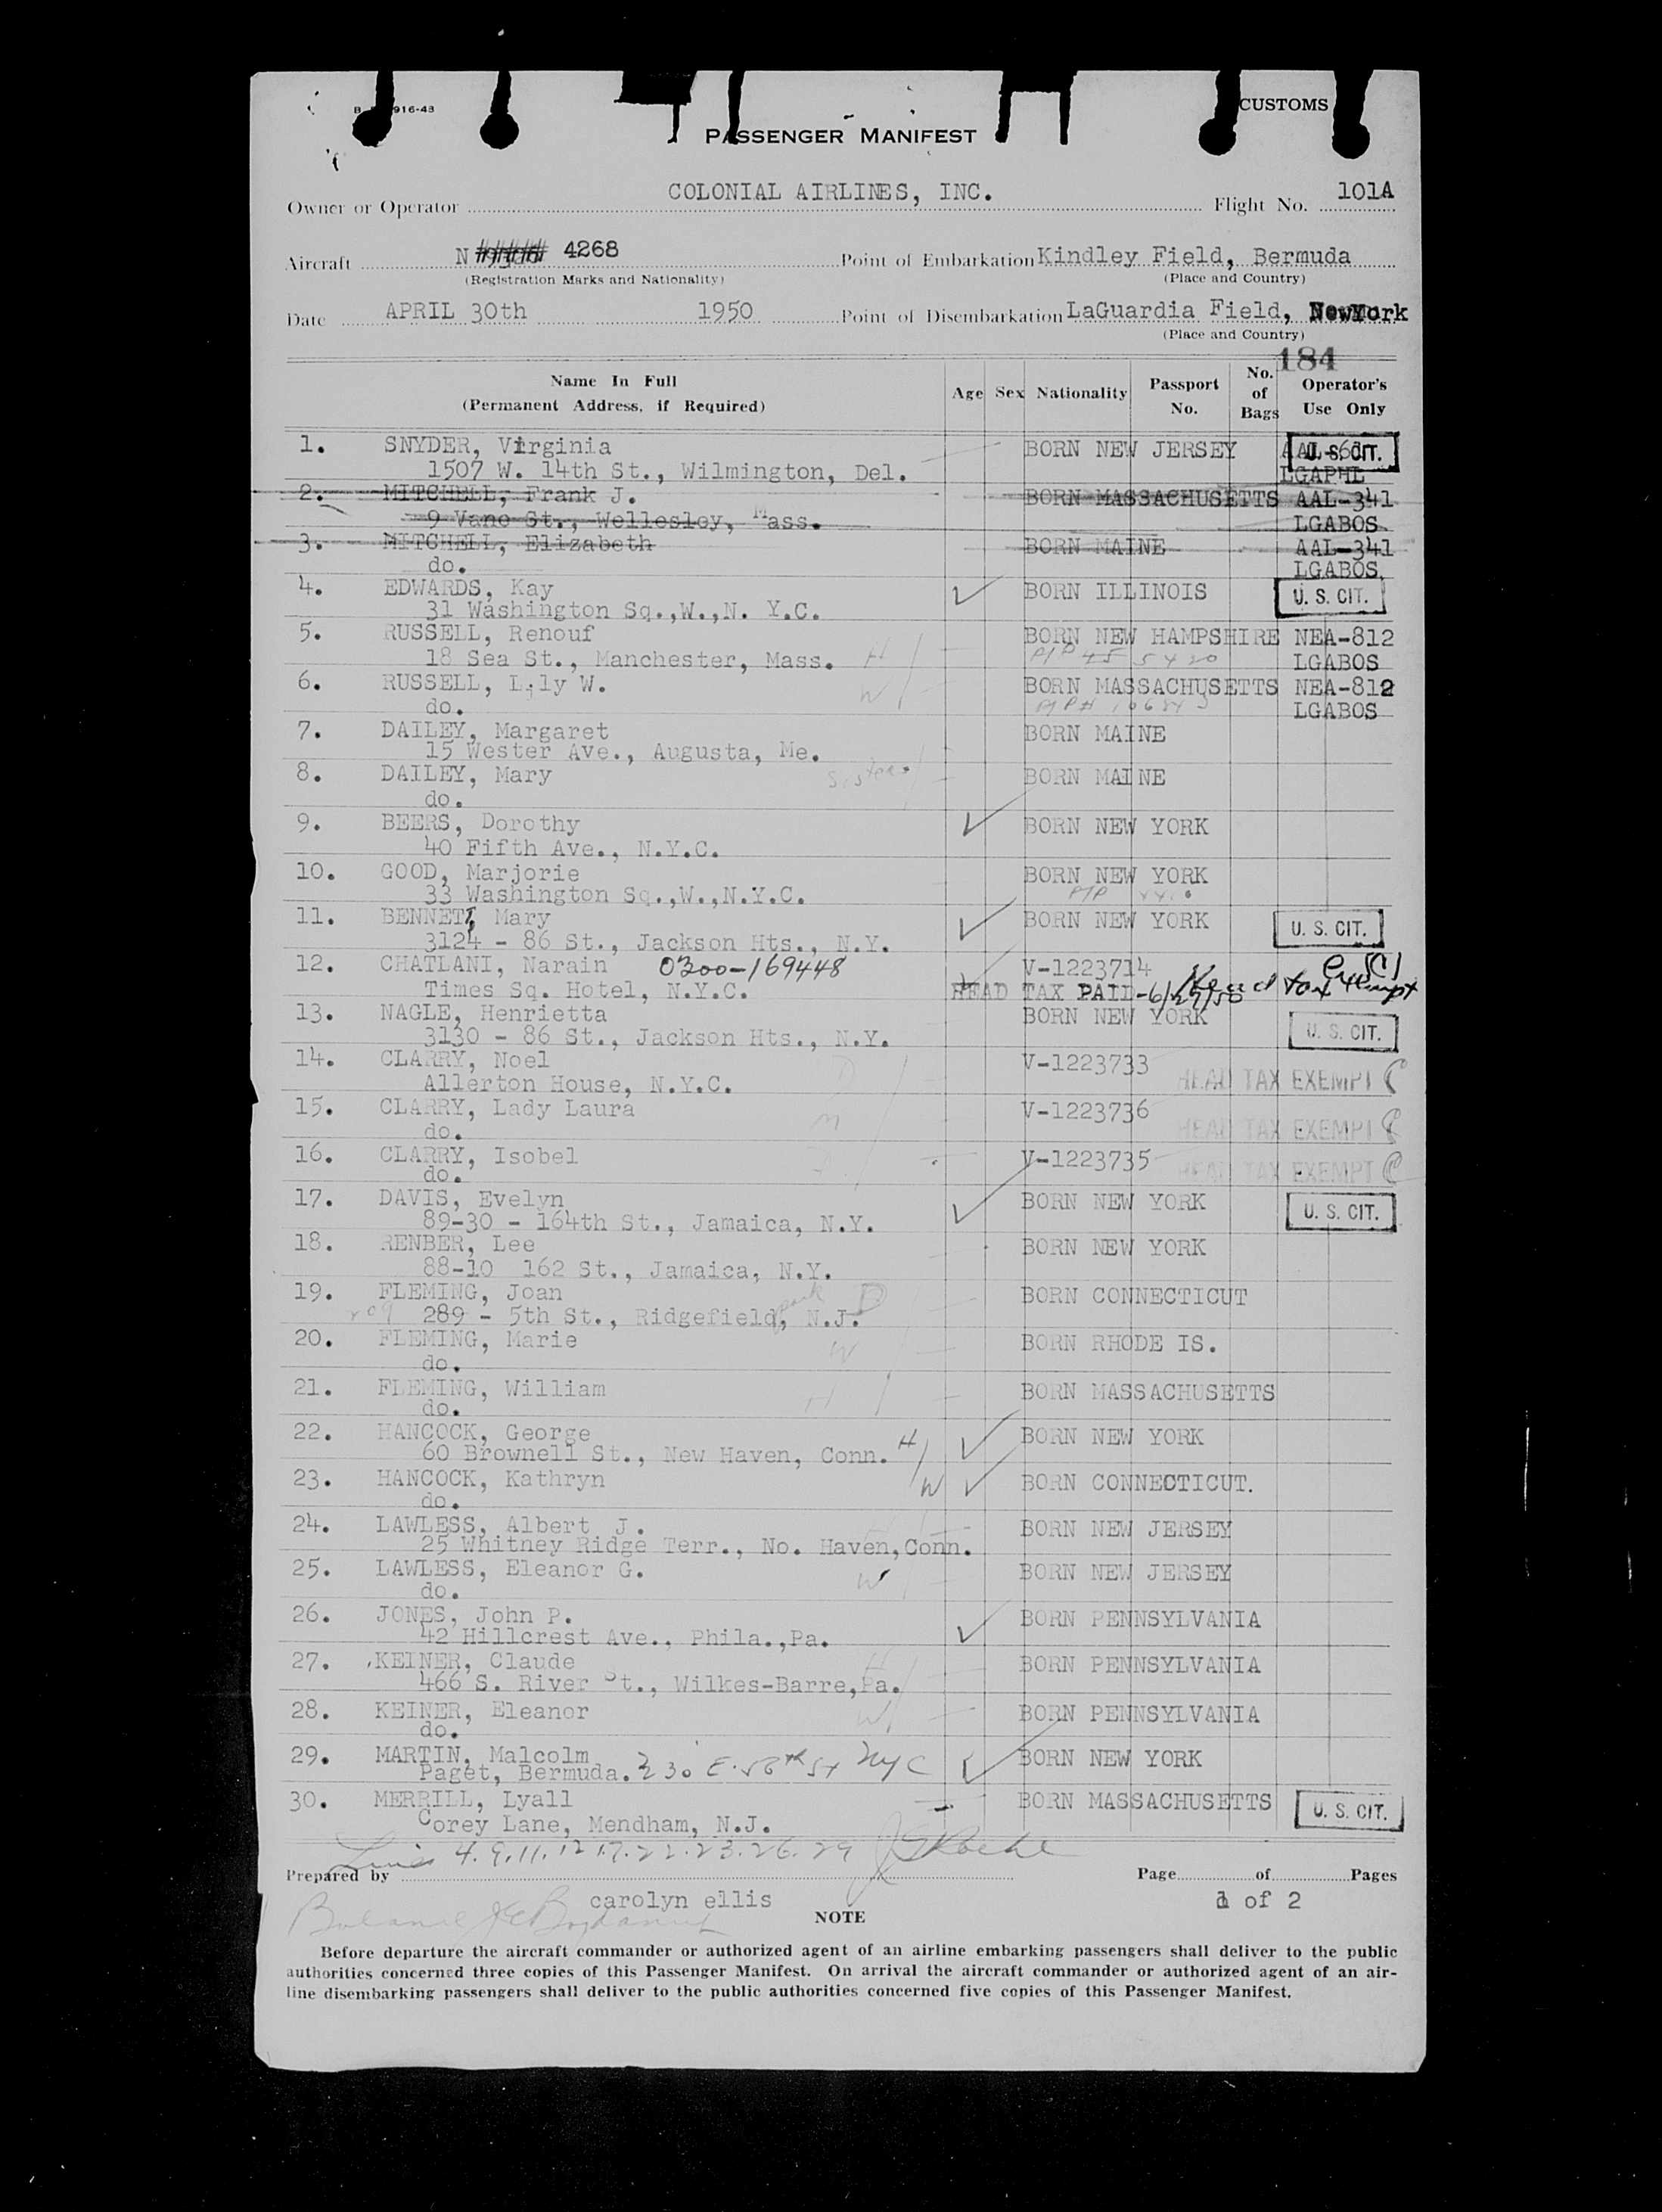 916-48
CUSTOMS
PASSENGER MANIFEST
Owner or Operator COLONIAL AIRLINES, INC. Flight No. 101A
Aircraft N 4268 Point of Embarkation Kindley Field, Bermuda
(Registration Marks and Nationality) (Place and Country)
Date APRIL 30th 1950 Point of Disembarkation LaGuardia Field, New York
(Place and Country)
184
Name In Full (Permanent Address, if Required) Age Sex Nationality Passport No. No. of Bags Operator's Use Only
1. SNYDER, Virginia BORN NEW JERSEY U. S. CIT.
1507 W. 14th St., Wilmington, Del. LGAPHL
2. MITCHELL, Frank J. BORN MASSACHUSETTS AAL-341
9 Vane St., Wellesley, Mass. LGABOS
3. MITCHELL, Elizabeth BORN MAINE AAL-341
do. LGABOS
4. EDWARDS, Kay BORN ILLINOIS U. S. CIT.
31 Washington Sq.,W.,N. Y.C.
5. RUSSELL, Renouf BORN NEW HAMPSHIRE NEA-812
18 Sea St., Manchester, Mass. H LGABOS
6. RUSSELL, Lily W. W BORN MASSACHUSETTS NEA-812
do. LGABOS
7. DAILEY, Margaret BORN MAINE
15 Wester Ave., Augusta, Me.
8. DAILEY, Mary Sisters BORN MAINE
do.
9. BEERS, Dorothy BORN NEW YORK
40 Fifth Ave., N.Y.C.
10. GOOD, Marjorie BORN NEW YORK
33 Washington Sq.,W.,N.Y.C.
11. BENNETT, Mary BORN NEW YORK U. S. CIT.
3124 - 86 St., Jackson Hts., N.Y.
12. CHATLANI, Narain 0300-169448 V-1223714
Times Sq. Hotel, N.Y.C. HEAD TAX PAID-6/27/50 Head tax exempt
13. NAGLE, Henrietta BORN NEW YORK U. S. CIT.
3130 - 86 St., Jackson Hts., N.Y.
14. CLARRY, Noel V-1223733 HEAD TAX EXEMPT
Allerton House, N.Y.C.
15. CLARRY, Lady Laura V-1223736 HEAD TAX EXEMPT
do.
16. CLARRY, Isobel V-1223735 HEAD TAX EXEMPT
do.
17. DAVIS, Evelyn BORN NEW YORK U. S. CIT.
89-30 - 164th St., Jamaica, N.Y.
18. RENBER, Lee BORN NEW YORK
88-10 162 St., Jamaica, N.Y.
19. FLEMING, Joan park D BORN CONNECTICUT
289 - 5th St., Ridgefield, N.J.
20. FLEMING, Marie W BORN RHODE IS.
do.
21. FLEMING, William H BORN MASSACHUSETTS
do.
22. HANCOCK, George H BORN NEW YORK
60 Brownell St., New Haven, Conn.
23. HANCOCK, Kathryn W BORN CONNECTICUT.
do.
24. LAWLESS, Albert J. BORN NEW JERSEY
25 Whitney Ridge Terr., No. Haven,Conn.
25. LAWLESS, Eleanor G. W BORN NEW JERSEY
do.
26. JONES, John P. BORN PENNSYLVANIA
42 Hillcrest Ave., Phila.,Pa.
27. KEINER, Claude H BORN PENNSYLVANIA
466 S. River St., Wilkes-Barre,Pa.
28. KEINER, Eleanor W BORN PENNSYLVANIA
do.
29. MARTIN, Malcolm BORN NEW YORK
Paget, Bermuda. 230 E. 58th St NYC
30. MERRILL, Lyall BORN MASSACHUSETTS U. S. CIT.
Corey Lane, Mendham, N.J.
Lines 4.9.11.12 17.22.23.26.29
Prepared by Page of Pages
carolyn ellis 1 of 2
NOTE
Before departure the aircraft commander or authorized agent of an airline embarking passengers shall deliver to the public
authorities concerned three copies of this Passenger Manifest. On arrival the aircraft commander or authorized agent of an air-
line disembarking passengers shall deliver to the public authorities concerned five copies of this Passenger Manifest.